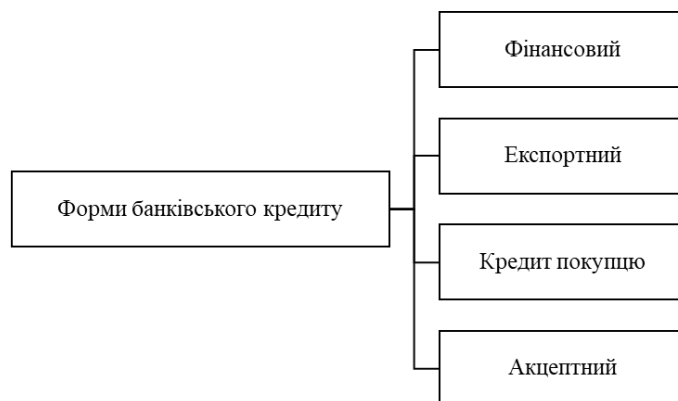 Фінансовий
Експортний
Форми банківського кредиту
Кредит покупцю
Акцептний